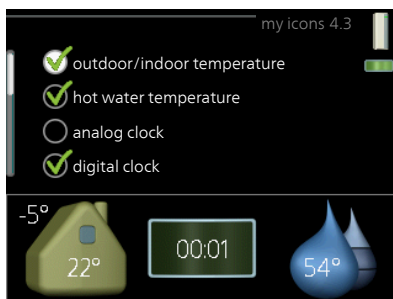 my icons 4.3
outdoor/indoor temperature
hot water temperature
analog clock
digital clock
-5°
22°
00:01
54°